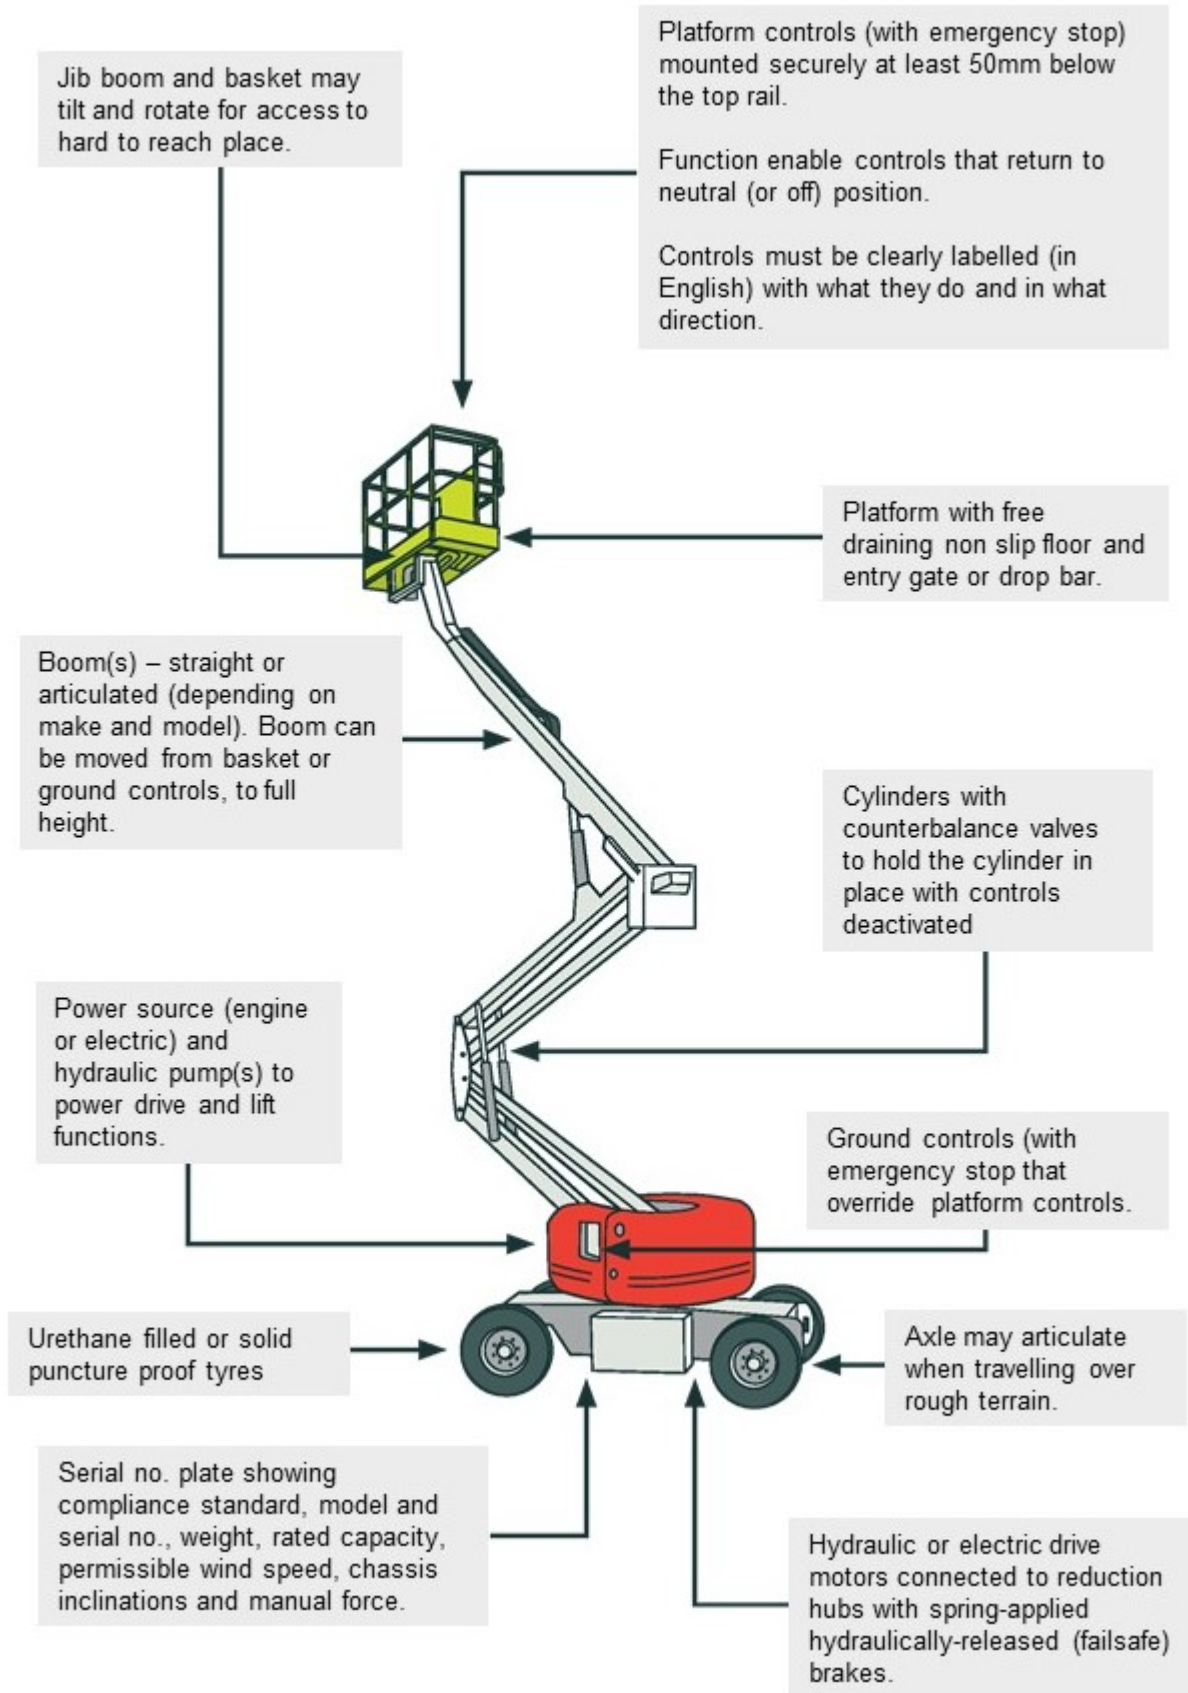 Jib boom and basket may
tilt and rotate for access to
hard to reach place.
Platform controls (with emergency stop)
mounted securely at least 50mm below
the top rail.
Function enable controls that return to
neutral (or off) position.
Controls must be clearly labelled (in
English) with what they do and in what
direction.
Platform with free
draining non slip floor and
entry gate or drop bar.
Boom(s) – straight or
articulated (depending on
make and model). Boom can
be moved from basket or
ground controls, to full
height.
Cylinders with
counterbalance valves
to hold the cylinder in
place with controls
deactivated
Power source (engine
or electric) and
hydraulic pump(s) to
power drive and lift
functions.
Ground controls (with
emergency stop that
override platform controls.
Urethane filled or solid
puncture proof tyres
Axle may articulate
when travelling over
rough terrain.
Serial no. plate showing
compliance standard, model and
serial no., weight, rated capacity,
permissible wind speed, chassis
inclinations and manual force.
Hydraulic or electric drive
motors connected to reduction
hubs with spring-applied
hydraulically-released (failsafe)
brakes.